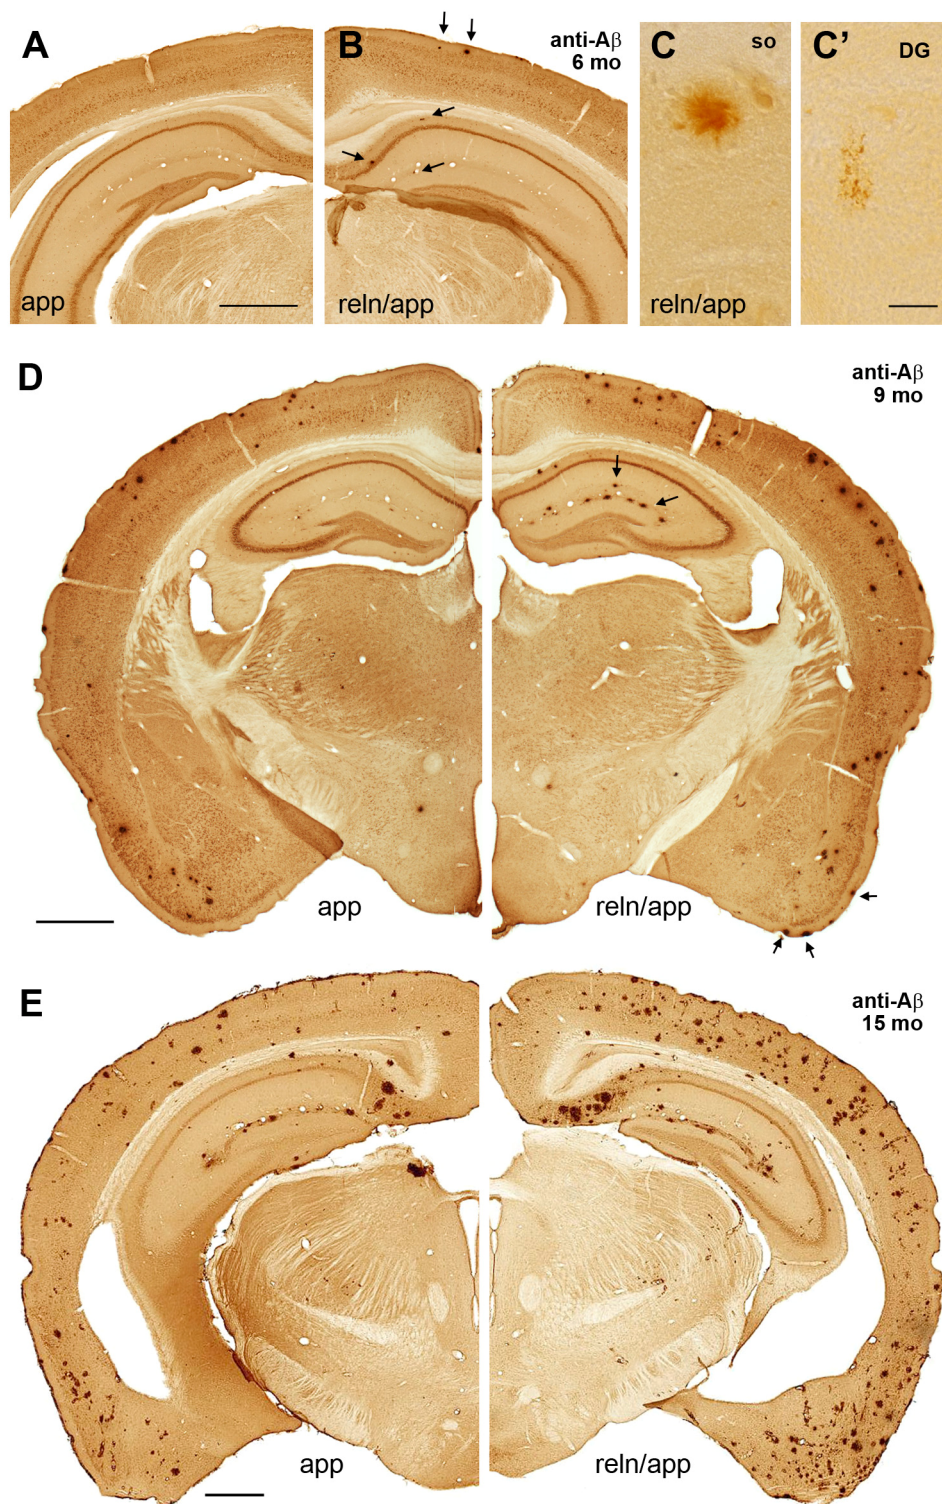 A
B
anti-Aβ
6 mo
C
so
C’
DG
app
reln/app
reln/app
D
anti-Aβ
9 mo
app
reln/app
E
anti-Aβ
15 mo
app
reln/app